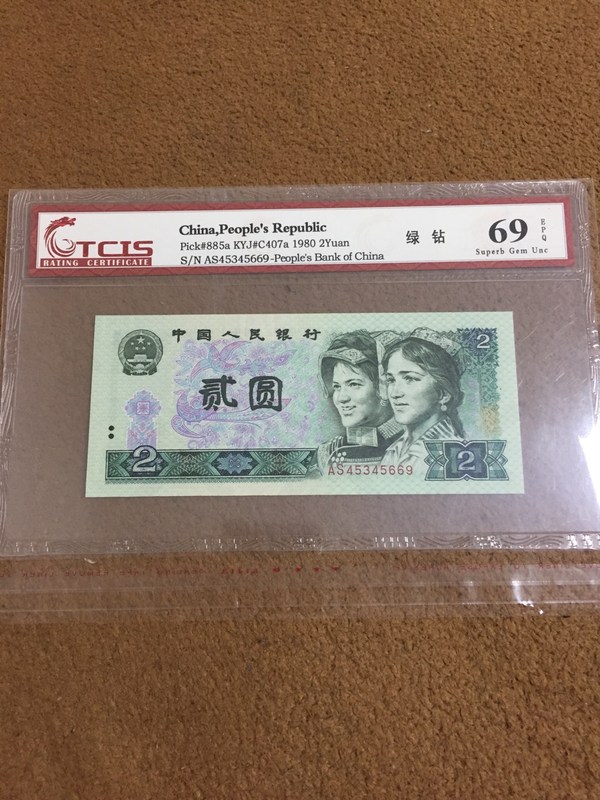 TCIS
RATING CERTIFICATE
China,People's Republic
Pick#885a KYJ#C407a 1980 2Yuan
S/N AS45345669-People's Bank of China
绿 钻
69 EPQ
Superb Gem Unc
中国人民银行
2
贰圆
2
AS45345669
2